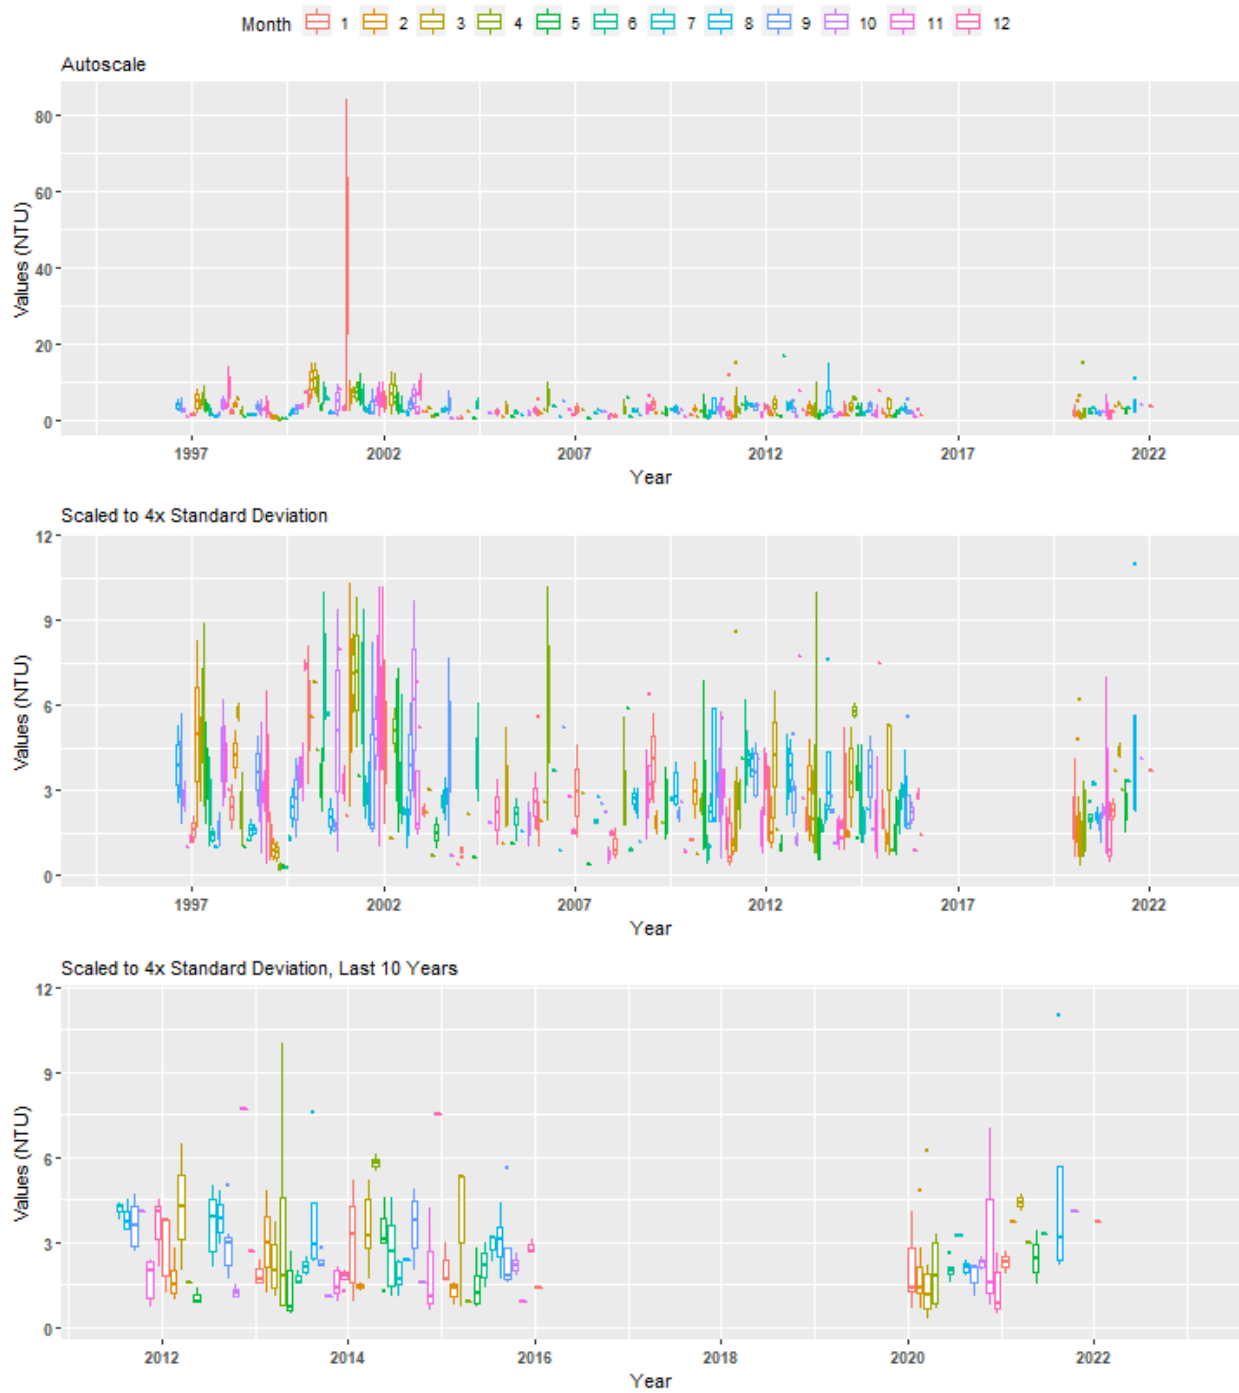 Month 1 2 3 4 5 6 7 8 9 10 11 12
Autoscale
80
60
40
20
0
Values (NTU)
1997 2002 2007 2012 2017 2022
Year
Scaled to 4x Standard Deviation
12
9
6
3
0
Values (NTU)
1997 2002 2007 2012 2017 2022
Year
Scaled to 4x Standard Deviation, Last 10 Years
12
9
6
3
0
Values (NTU)
2012 2014 2016 2018 2020 2022
Year